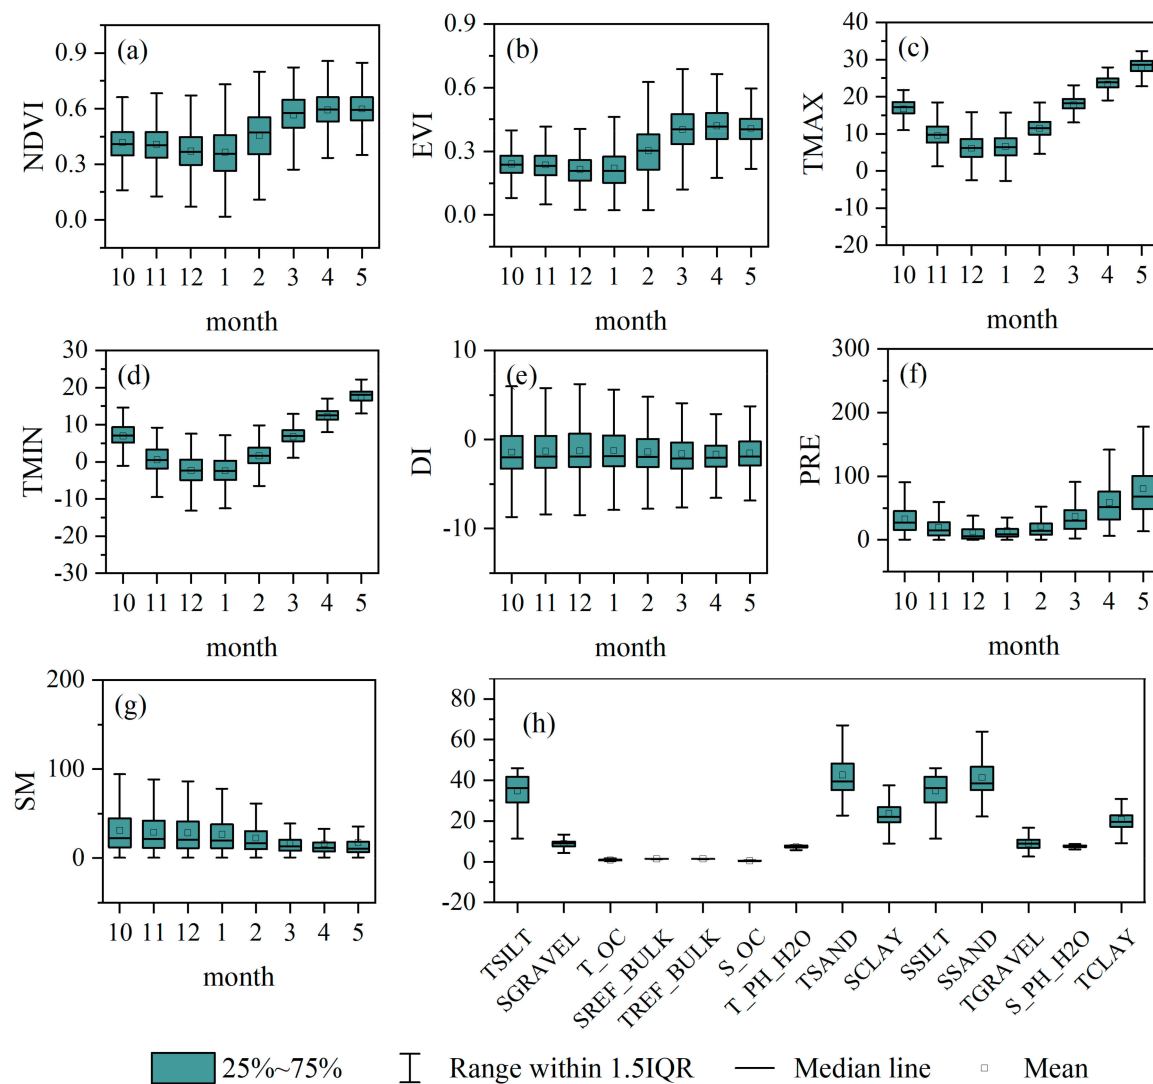 (a)
NDVI
0.9
0.6
0.3
0.0
10 11 12 1 2 3 4 5
month
(b)
EVI
0.9
0.6
0.3
0.0
10 11 12 1 2 3 4 5
month
(c)
TMAX
40
30
20
10
0
-10
-20
10 11 12 1 2 3 4 5
month
(d)
TMIN
30
20
10
0
-10
-20
-30
10 11 12 1 2 3 4 5
month
(e)
DI
10
0
-10
10 11 12 1 2 3 4 5
month
(f)
PRE
300
200
100
0
10 11 12 1 2 3 4 5
month
(g)
SM
200
100
0
10 11 12 1 2 3 4 5
month
(h)
80
60
40
20
0
-20
TSILT
SGRAVEL
T_OC
SREF_BULK
TREF_BULK
S_OC
T_PH_H2O
TSAND
SCLAY
SSILT
SSAND
TGRAVEL
S_PH_H2O
TCLAY
25%~75% Range within 1.5IQR Median line Mean